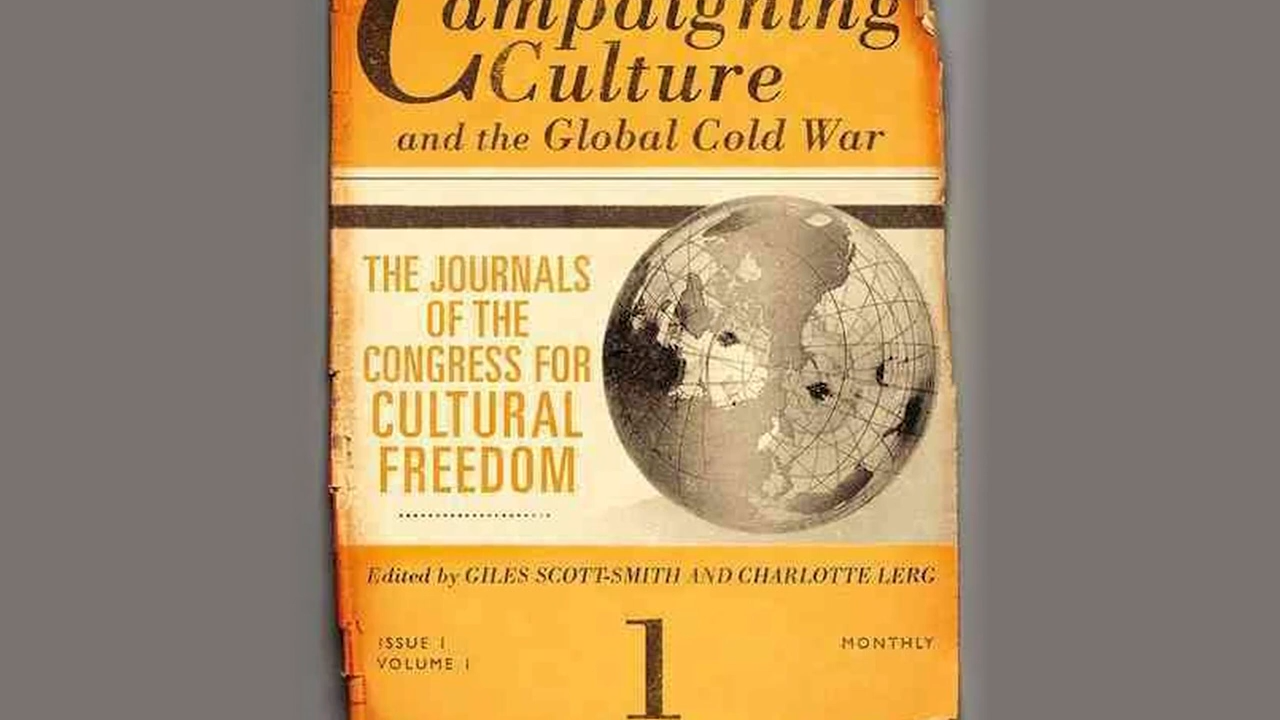 Campaigning
Culture
and the Global Cold War
THE JOURNALS
OF THE
CONGRESS FOR
CULTURAL
FREEDOM
Edited by GILES SCOTT-SMITH AND CHARLOTTE LERG
ISSUE 1
VOLUME 1
1
MONTHLY